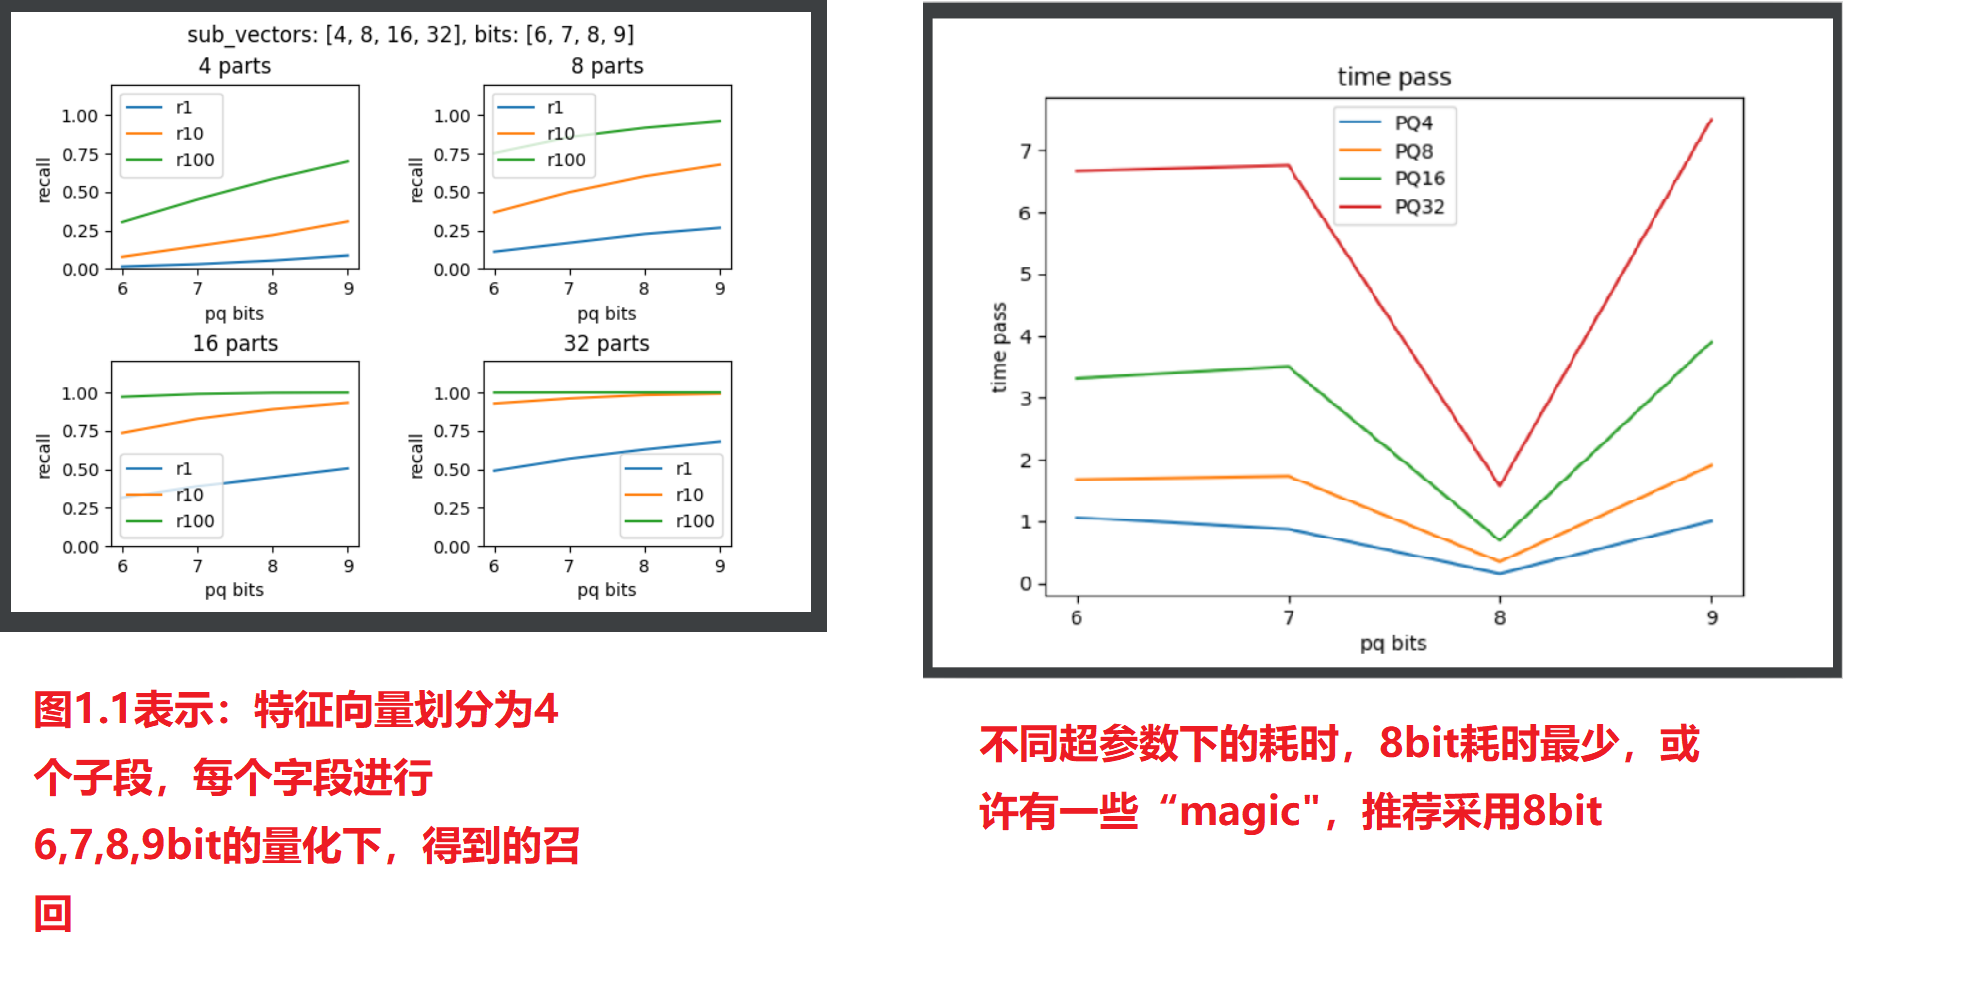 sub_vectors: [4, 8, 16, 32], bits: [6, 7, 8, 9]
4 parts
r1
r10
r100
1.00
0.75
0.50
0.25
0.00
recall
6 7 8 9
pq bits
8 parts
r1
r10
r100
1.00
0.75
0.50
0.25
0.00
recall
6 7 8 9
pq bits
16 parts
1.00
0.75
0.50
0.25
0.00
recall
r1
r10
r100
6 7 8 9
pq bits
32 parts
1.00
0.75
0.50
0.25
0.00
recall
r1
r10
r100
6 7 8 9
pq bits
图1.1表示：特征向量划分为4
个子段，每个字段进行
6,7,8,9bit的量化下，得到的召
回
time pass
PQ4
PQ8
PQ16
PQ32
7
6
5
4
3
2
1
0
time pass
6 7 8 9
pq bits
不同超参数下的耗时，8bit耗时最少，或
许有一些“magic"，推荐采用8bit